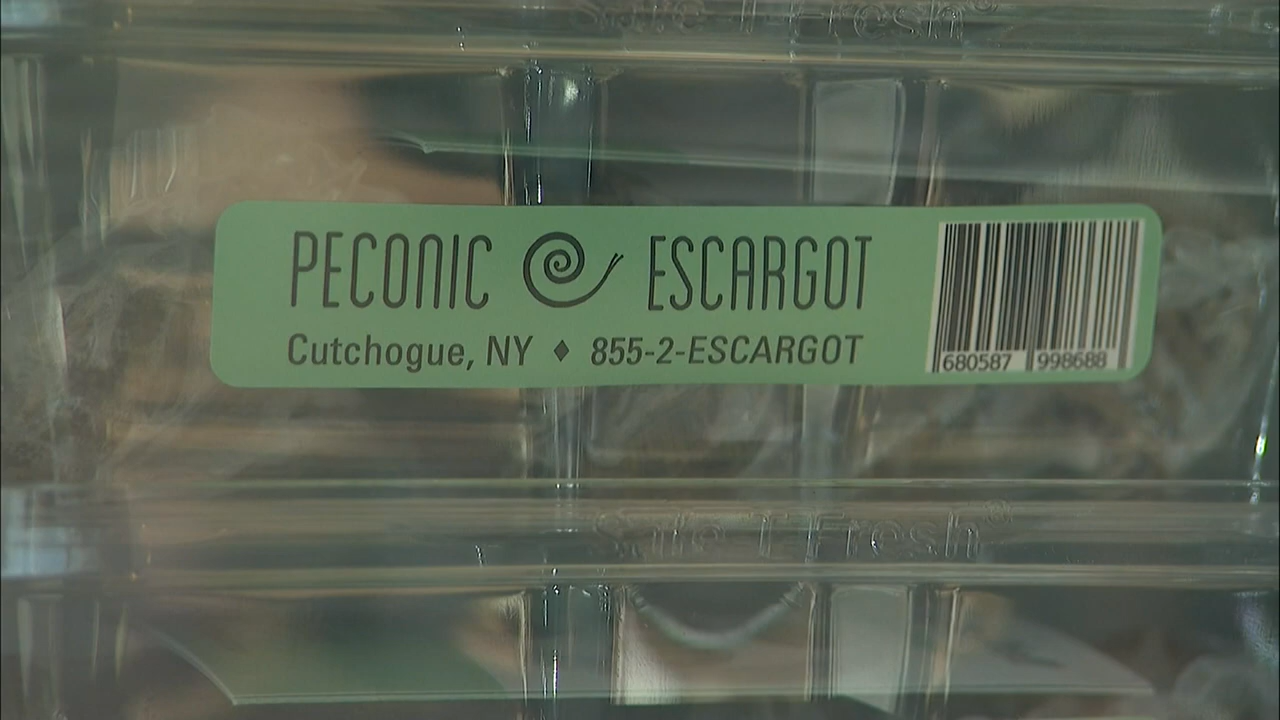 Safe T Fresh®
PECONIC ESCARGOT
Cutchogue, NY ♦ 855-2-ESCARGOT
680587 998688
Safe T Fresh®